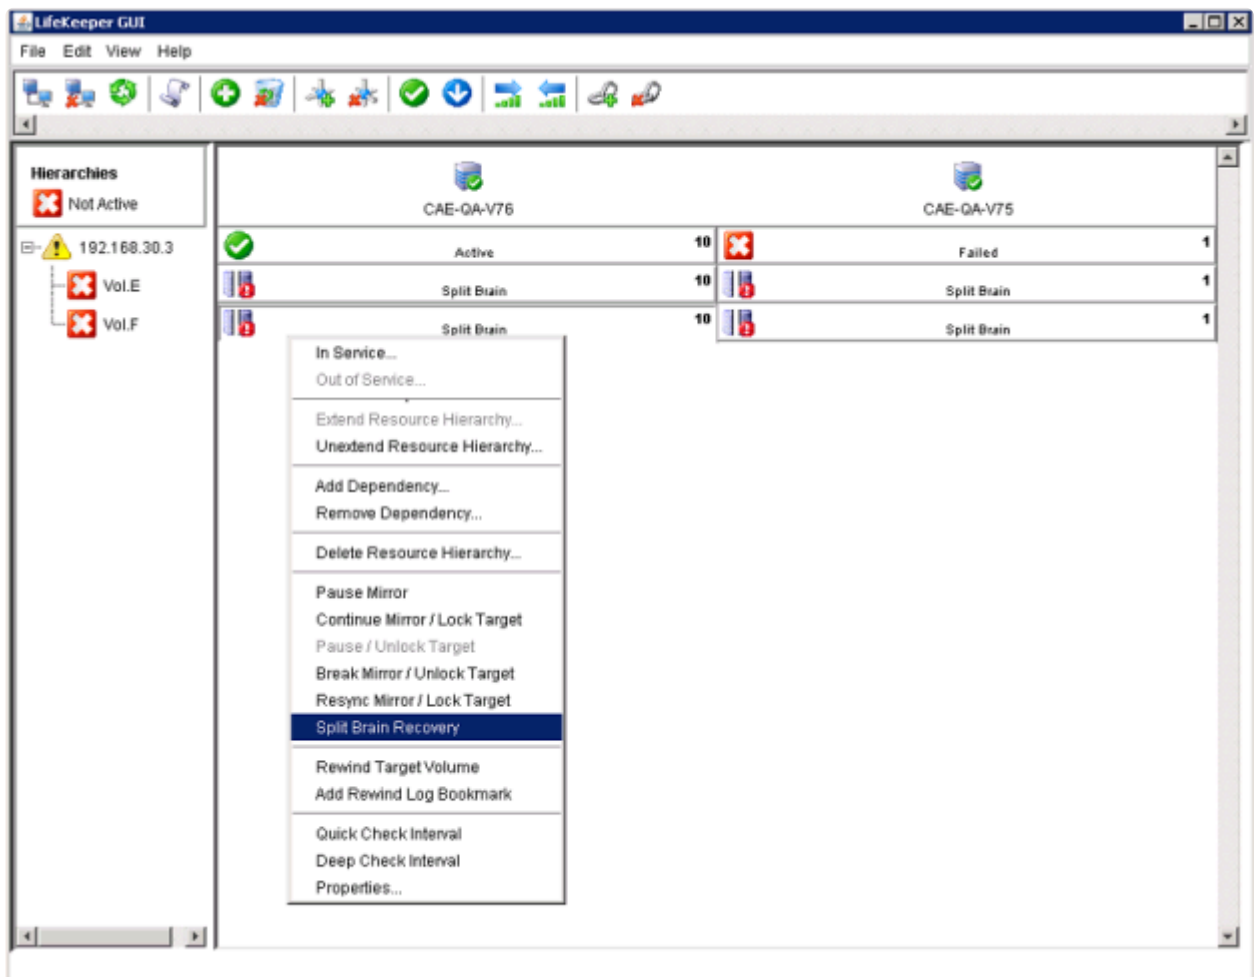 LifeKeeper GUI
File Edit View Help
Hierarchies
Not Active
CAE-QA-V76
CAE-QA-V75
192.168.30.3
Active 10
Failed 1
Vol.E
Split Brain 10
Split Brain 1
Vol.F
Split Brain 10
Split Brain 1
In Service...
Out of Service...
Extend Resource Hierarchy...
Unextend Resource Hierarchy...
Add Dependency...
Remove Dependency...
Delete Resource Hierarchy...
Pause Mirror
Continue Mirror / Lock Target
Pause / Unlock Target
Break Mirror / Unlock Target
Resync Mirror / Lock Target
Split Brain Recovery
Rewind Target Volume
Add Rewind Log Bookmark
Quick Check Interval
Deep Check Interval
Properties...